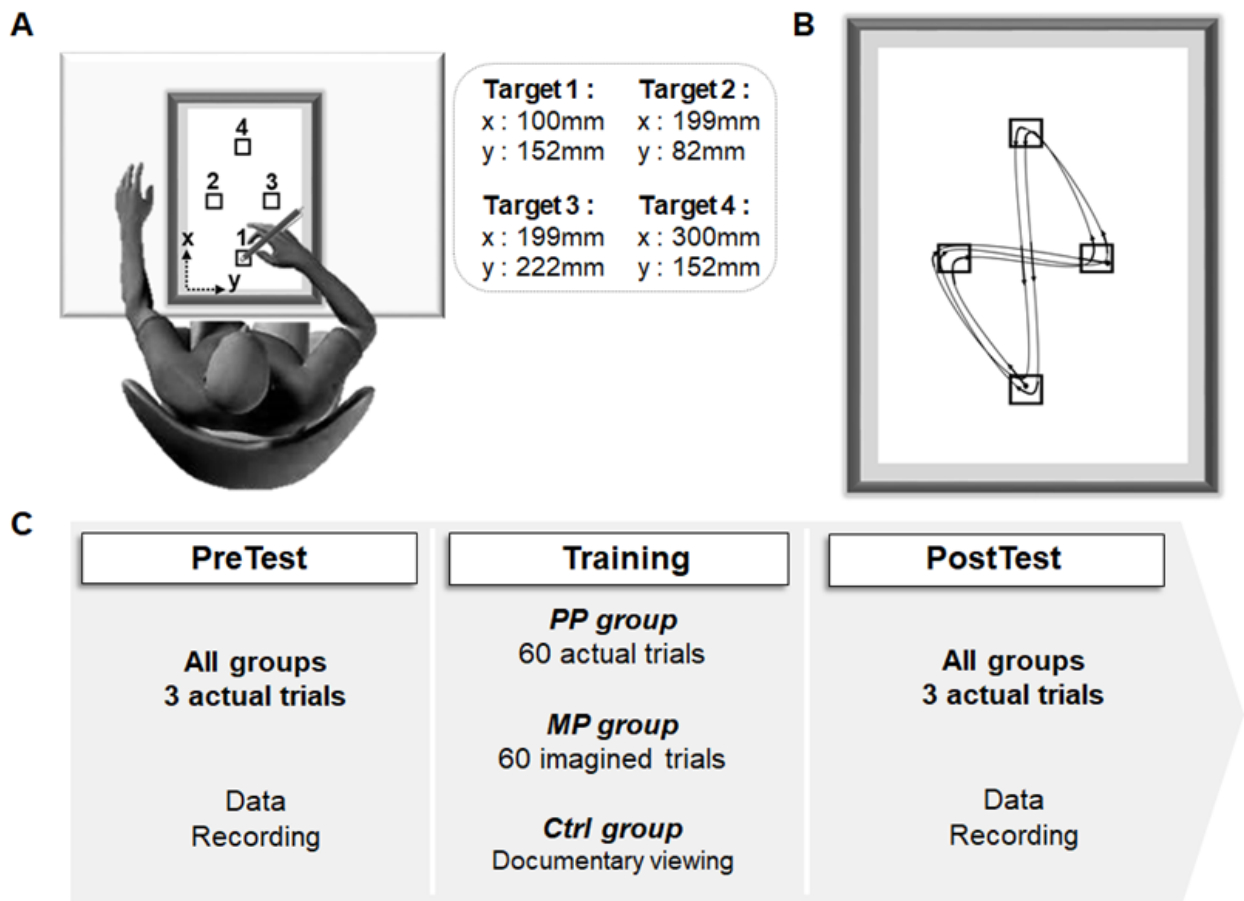 A
4
2
3
1
x
y
Target 1 :
x : 100mm
y : 152mm
Target 2 :
x : 199mm
y : 82mm
Target 3 :
x : 199mm
y : 222mm
Target 4 :
x : 300mm
y : 152mm
B
C
PreTest
All groups
3 actual trials
Data
Recording
Training
PP group
60 actual trials
MP group
60 imagined trials
Ctrl group
Documentary viewing
PostTest
All groups
3 actual trials
Data
Recording